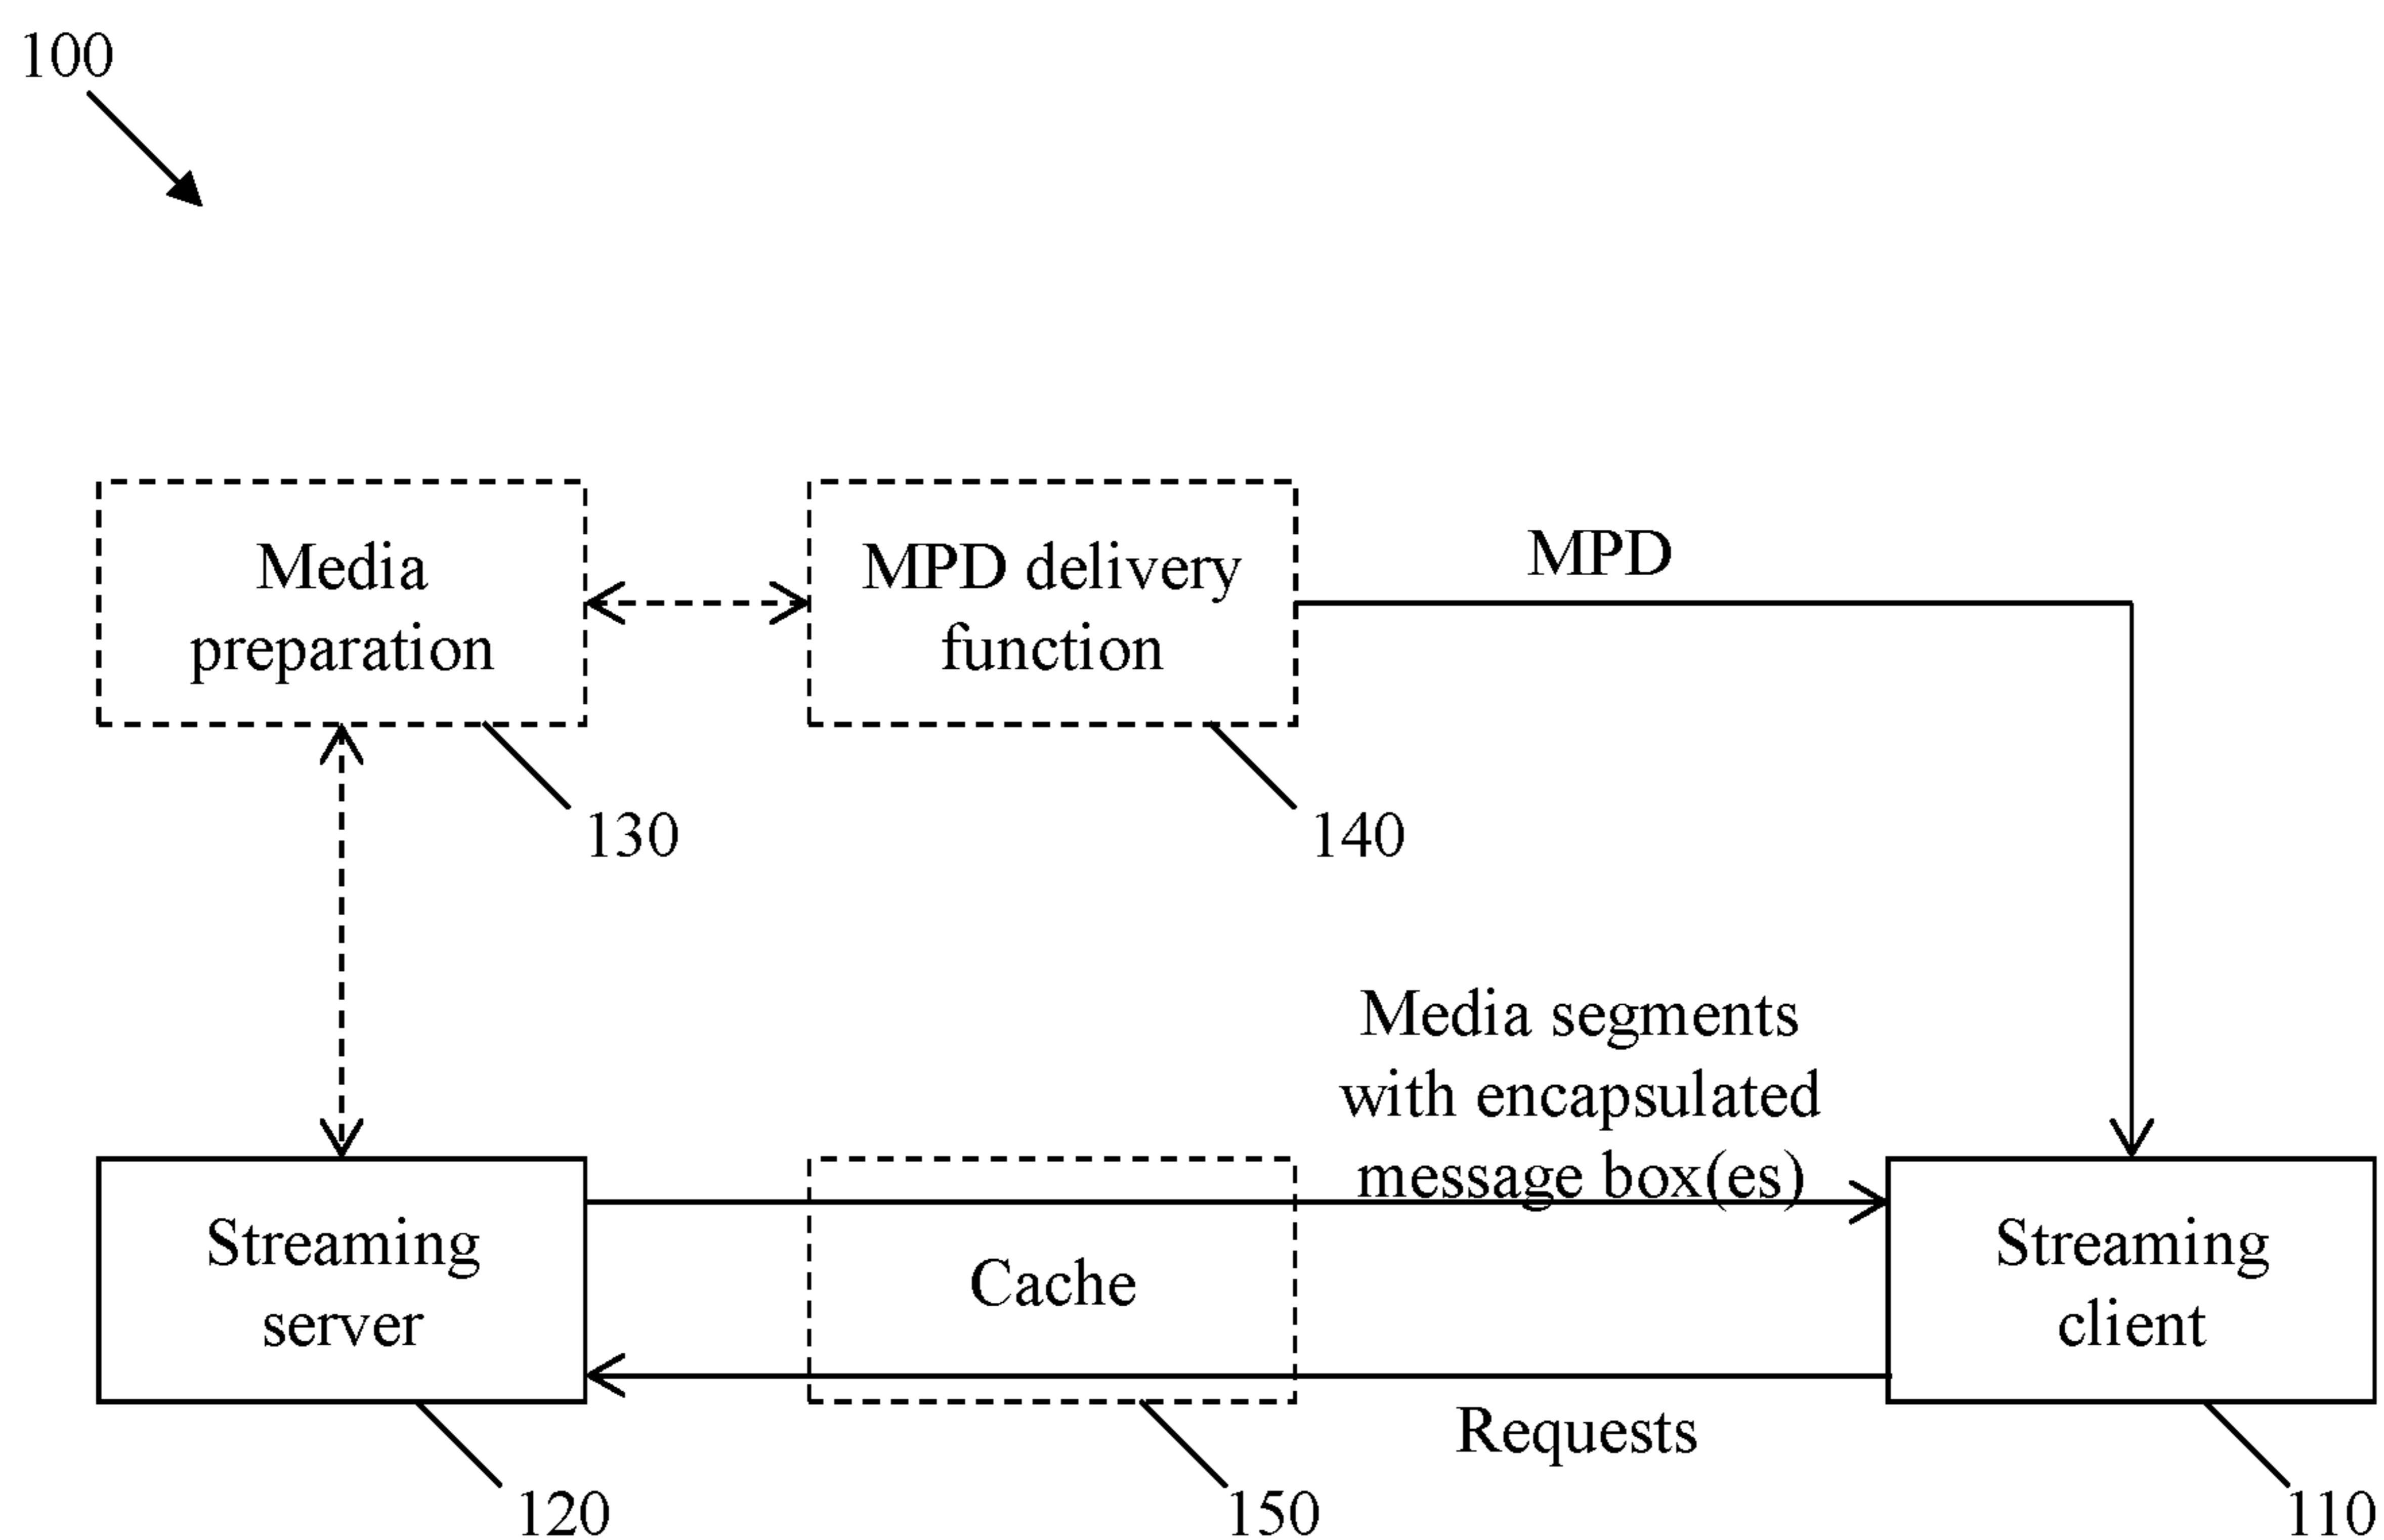 100
Media
preparation
130
MPD delivery
function
140
MPD
Media segments
with encapsulated
message box(es)
Streaming
server
120
Cache
150
Requests
Streaming
client
110